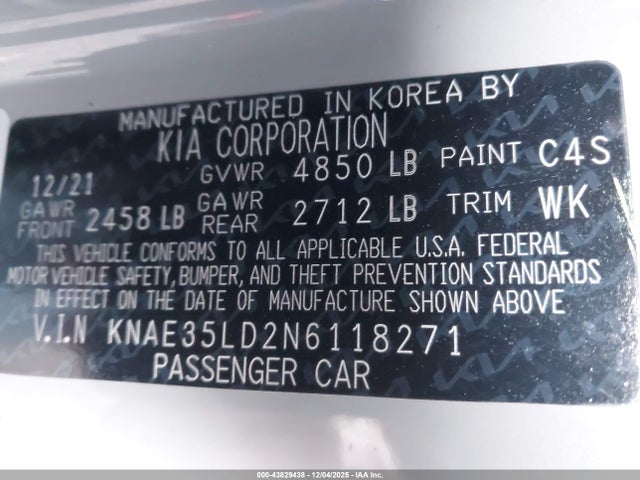 MANUFACTURED IN KOREA BY
KIA CORPORATION
12/21 GVWR 4850 LB PAINT C4S
GAWR FRONT 2458 LB GAWR REAR 2712 LB TRIM WK
THIS VEHICLE CONFORMS TO ALL APPLICABLE U.S.A. FEDERAL
MOTOR VEHICLE SAFETY, BUMPER, AND THEFT PREVENTION STANDARDS
IN EFFECT ON THE DATE OF MANUFACTURE SHOWN ABOVE
V.I.N KNAE35LD2N6118271
PASSENGER CAR
000-43829438 - 12/04/2025 - IAA Inc.